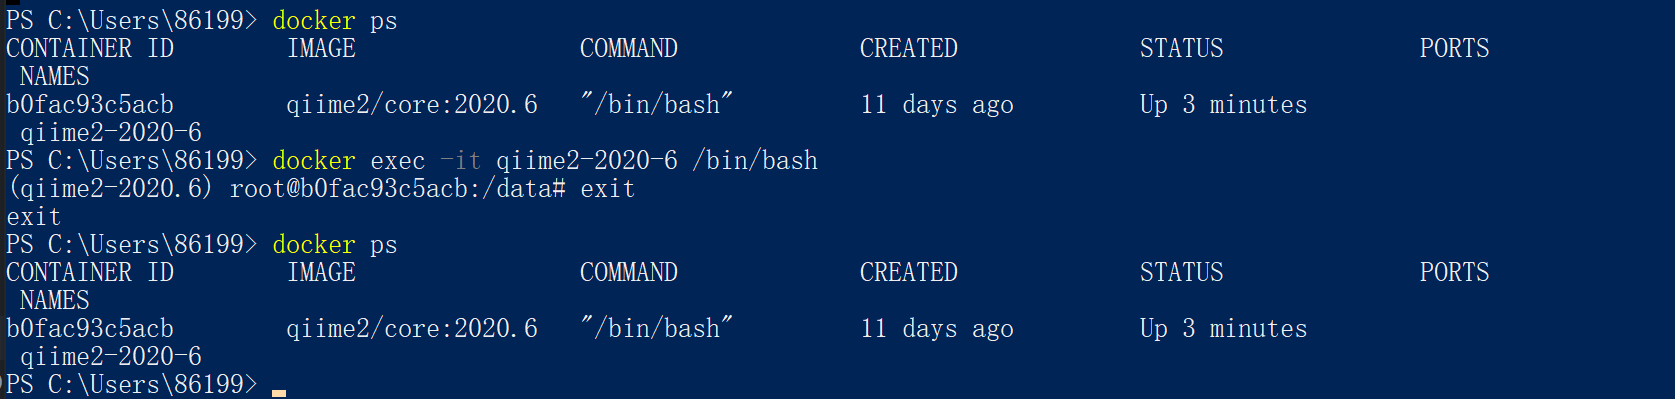 PS C:\Users\86199> docker ps
CONTAINER ID        IMAGE                COMMAND             CREATED             STATUS              PORTS
 NAMES
b0fac93c5acb        qiime2/core:2020.6   "/bin/bash"         11 days ago         Up 3 minutes
 qiime2-2020-6
PS C:\Users\86199> docker exec -it qiime2-2020-6 /bin/bash
(qiime2-2020.6) root@b0fac93c5acb:/data# exit
exit
PS C:\Users\86199> docker ps
CONTAINER ID        IMAGE                COMMAND             CREATED             STATUS              PORTS
 NAMES
b0fac93c5acb        qiime2/core:2020.6   "/bin/bash"         11 days ago         Up 3 minutes
 qiime2-2020-6
PS C:\Users\86199>